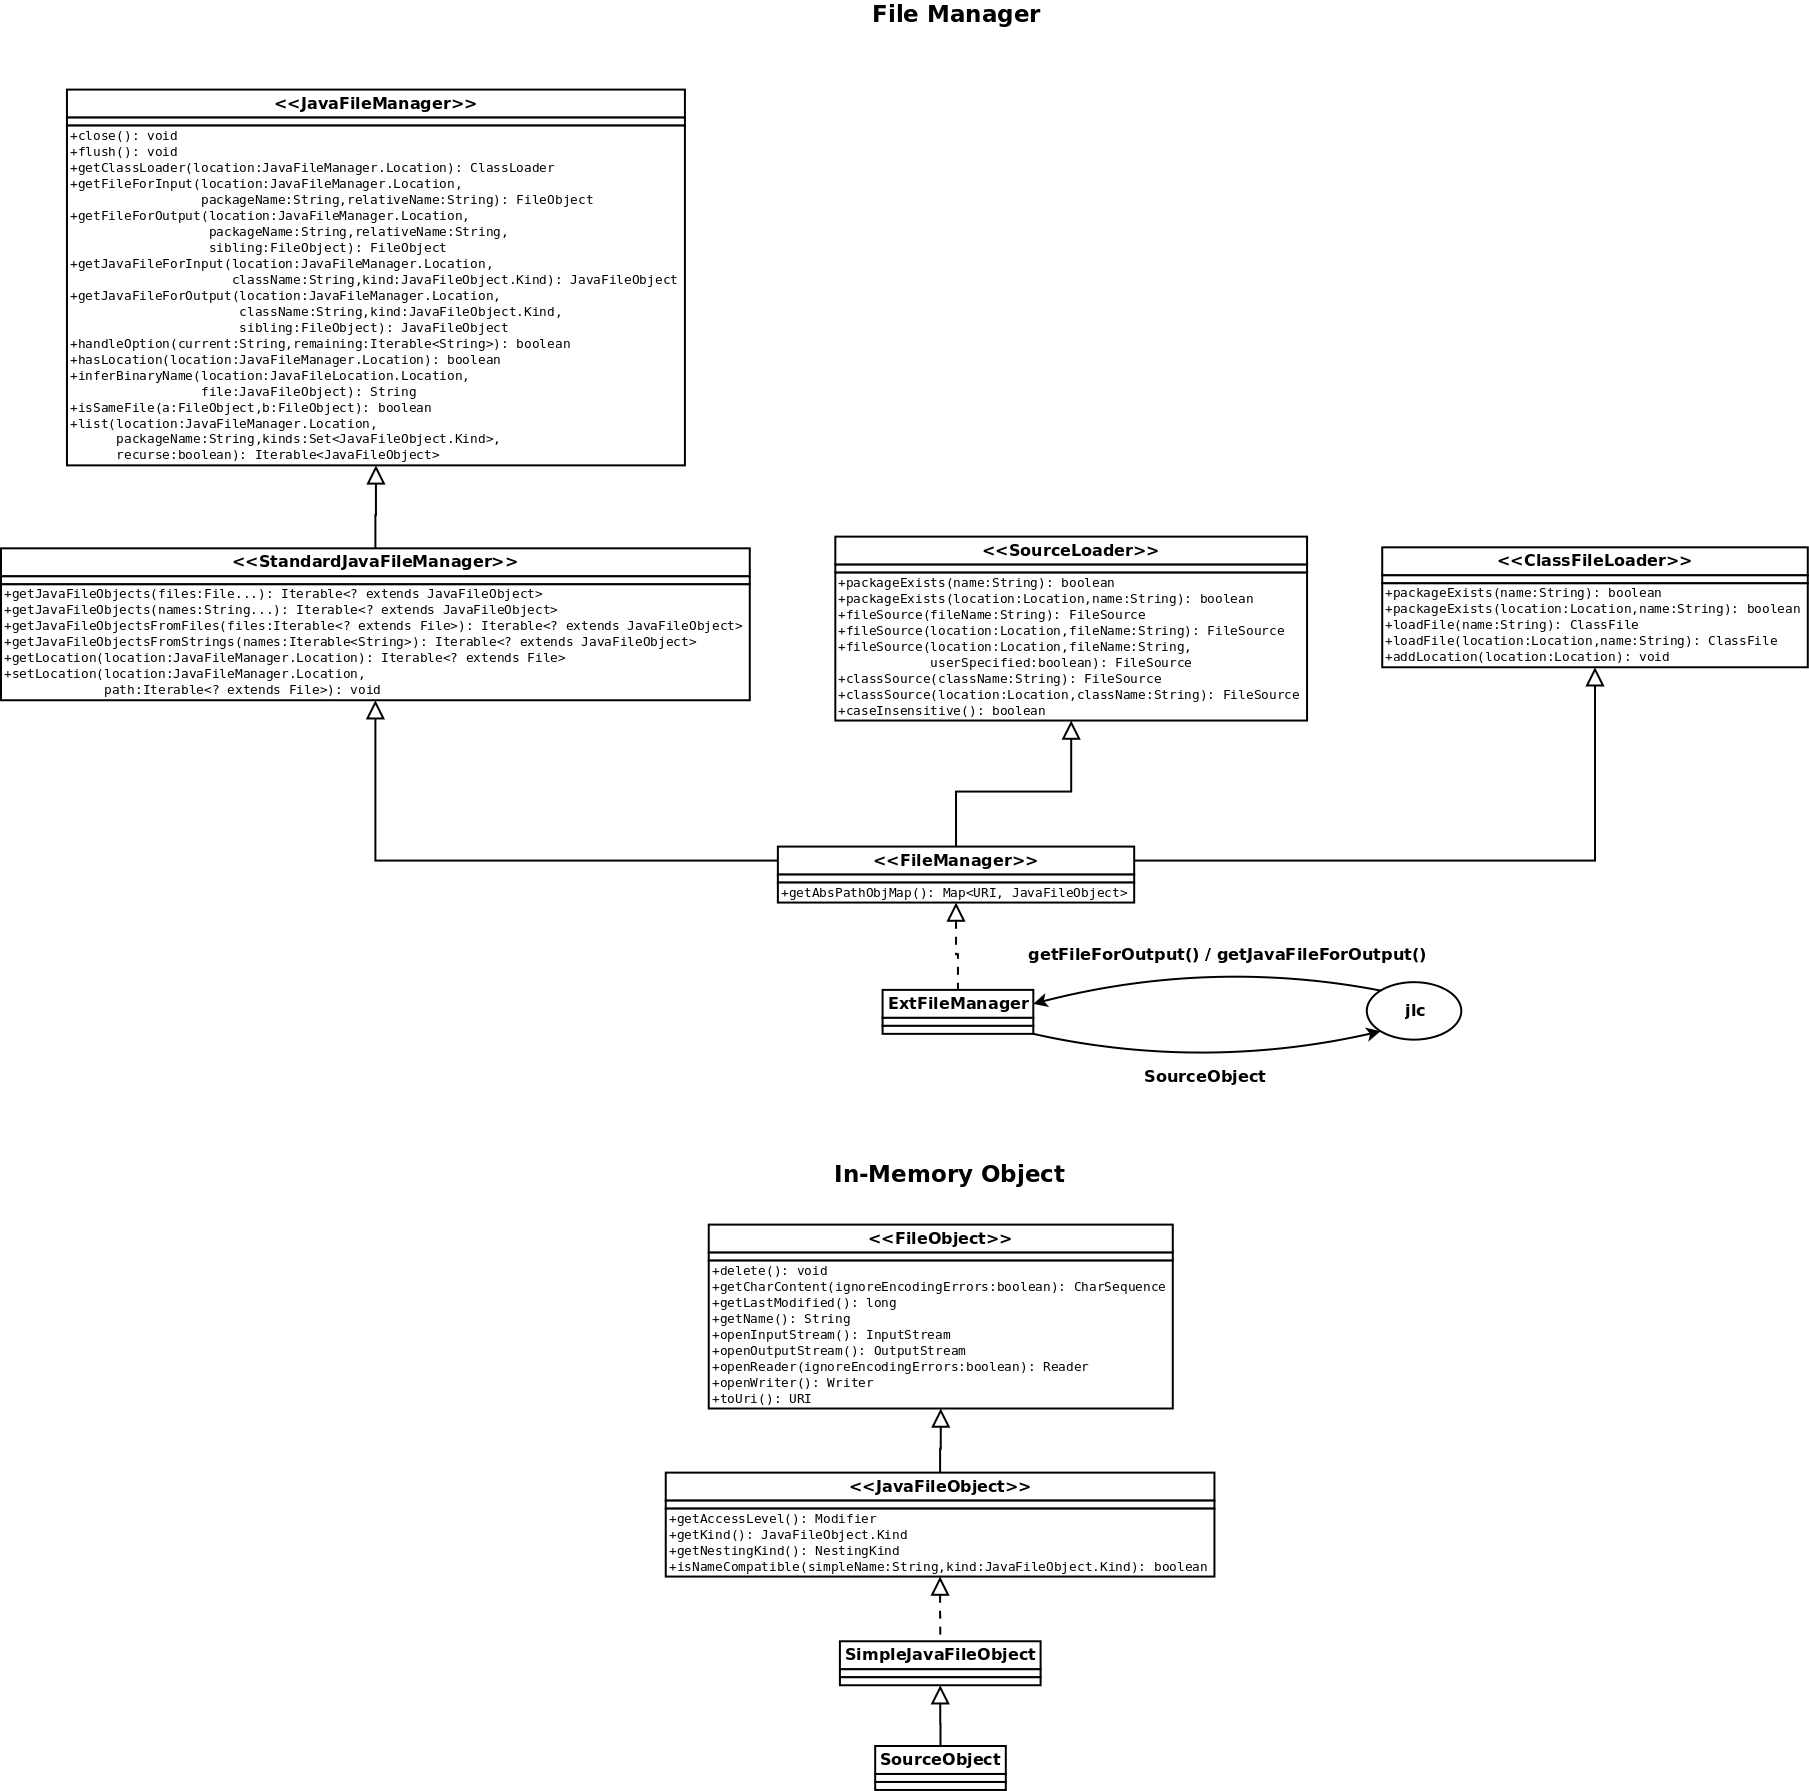 File Manager
<<JavaFileManager>>
+close(): void
+flush(): void
+getClassLoader(location:JavaFileManager.Location): ClassLoader
+getFileForInput(location:JavaFileManager.Location,
packageName:String,relativeName:String): FileObject
+getFileForOutput(location:JavaFileManager.Location,
packageName:String,relativeName:String,
sibling:FileObject): FileObject
+getJavaFileForInput(location:JavaFileManager.Location,
className:String,kind:JavaFileObject.Kind): JavaFileObject
+getJavaFileForOutput(location:JavaFileManager.Location,
className:String,kind:JavaFileObject.Kind,
sibling:FileObject): JavaFileObject
+handleOption(current:String,remaining:Iterable<String>): boolean
+hasLocation(location:JavaFileManager.Location): boolean
+inferBinaryName(location:JavaFileLocation.Location,
file:JavaFileObject): String
+isSameFile(a:FileObject,b:FileObject): boolean
+list(location:JavaFileManager.Location,
packageName:String,kinds:Set<JavaFileObject.Kind>,
recurse:boolean): Iterable<JavaFileObject>
<<StandardJavaFileManager>>
+getJavaFileObjects(files:File...): Iterable<? extends JavaFileObject>
+getJavaFileObjects(names:String...): Iterable<? extends JavaFileObject>
+getJavaFileObjectsFromFiles(files:Iterable<? extends File>): Iterable<? extends JavaFileObject>
+getJavaFileObjectsFromStrings(names:Iterable<String>): Iterable<? extends JavaFileObject>
+getLocation(location:JavaFileManager.Location): Iterable<? extends File>
+setLocation(location:JavaFileManager.Location,
path:Iterable<? extends File>): void
<<SourceLoader>>
+packageExists(name:String): boolean
+packageExists(location:Location,name:String): boolean
+fileSource(fileName:String): FileSource
+fileSource(location:Location,fileName:String): FileSource
+fileSource(location:Location,fileName:String,
userSpecified:boolean): FileSource
+classSource(className:String): FileSource
+classSource(location:Location,className:String): FileSource
+caseInsensitive(): boolean
<<ClassFileLoader>>
+packageExists(name:String): boolean
+packageExists(location:Location,name:String): boolean
+loadFile(name:String): ClassFile
+loadFile(location:Location,name:String): ClassFile
+addLocation(location:Location): void
<<FileManager>>
+getAbsPathObjMap(): Map<URI, JavaFileObject>
getFileForOutput() / getJavaFileForOutput()
ExtFileManager
jlc
SourceObject
In-Memory Object
<<FileObject>>
+delete(): void
+getCharContent(ignoreEncodingErrors:boolean): CharSequence
+getLastModified(): long
+getName(): String
+openInputStream(): InputStream
+openOutputStream(): OutputStream
+openReader(ignoreEncodingErrors:boolean): Reader
+openWriter(): Writer
+toUri(): URI
<<JavaFileObject>>
+getAccessLevel(): Modifier
+getKind(): JavaFileObject.Kind
+getNestingKind(): NestingKind
+isNameCompatible(simpleName:String,kind:JavaFileObject.Kind): boolean
SimpleJavaFileObject
SourceObject